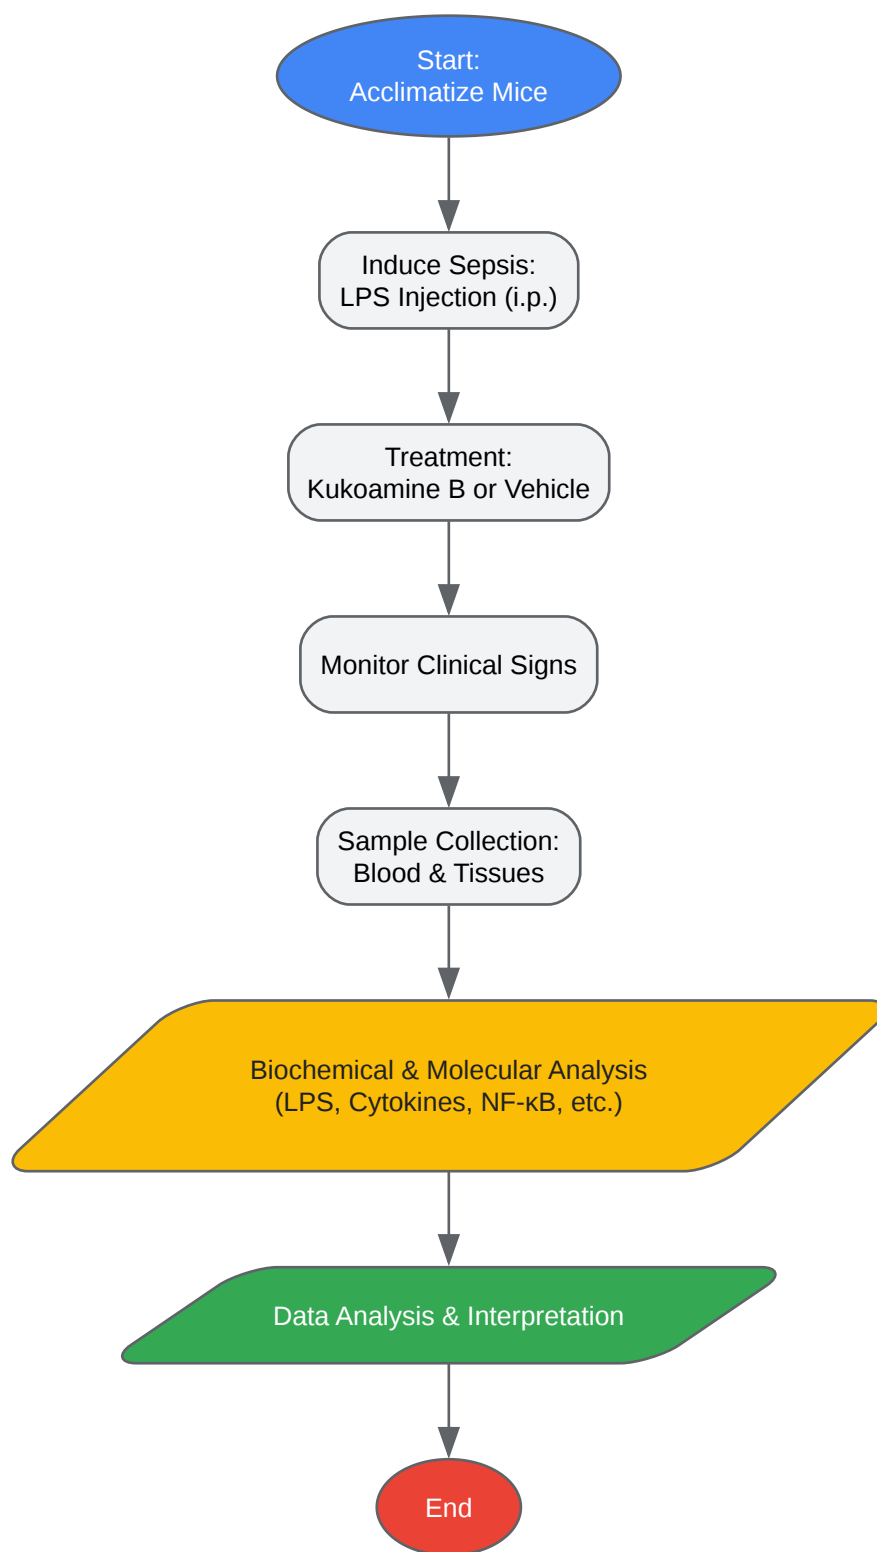 Start:
Acclimatize Mice
Induce Sepsis:
LPS Injection (i.p.)
Treatment:
Kukoamine B or Vehicle
Monitor Clinical Signs
Sample Collection:
Blood & Tissues
Biochemical & Molecular Analysis
(LPS, Cytokines, NF-κB, etc.)
Data Analysis & Interpretation
End